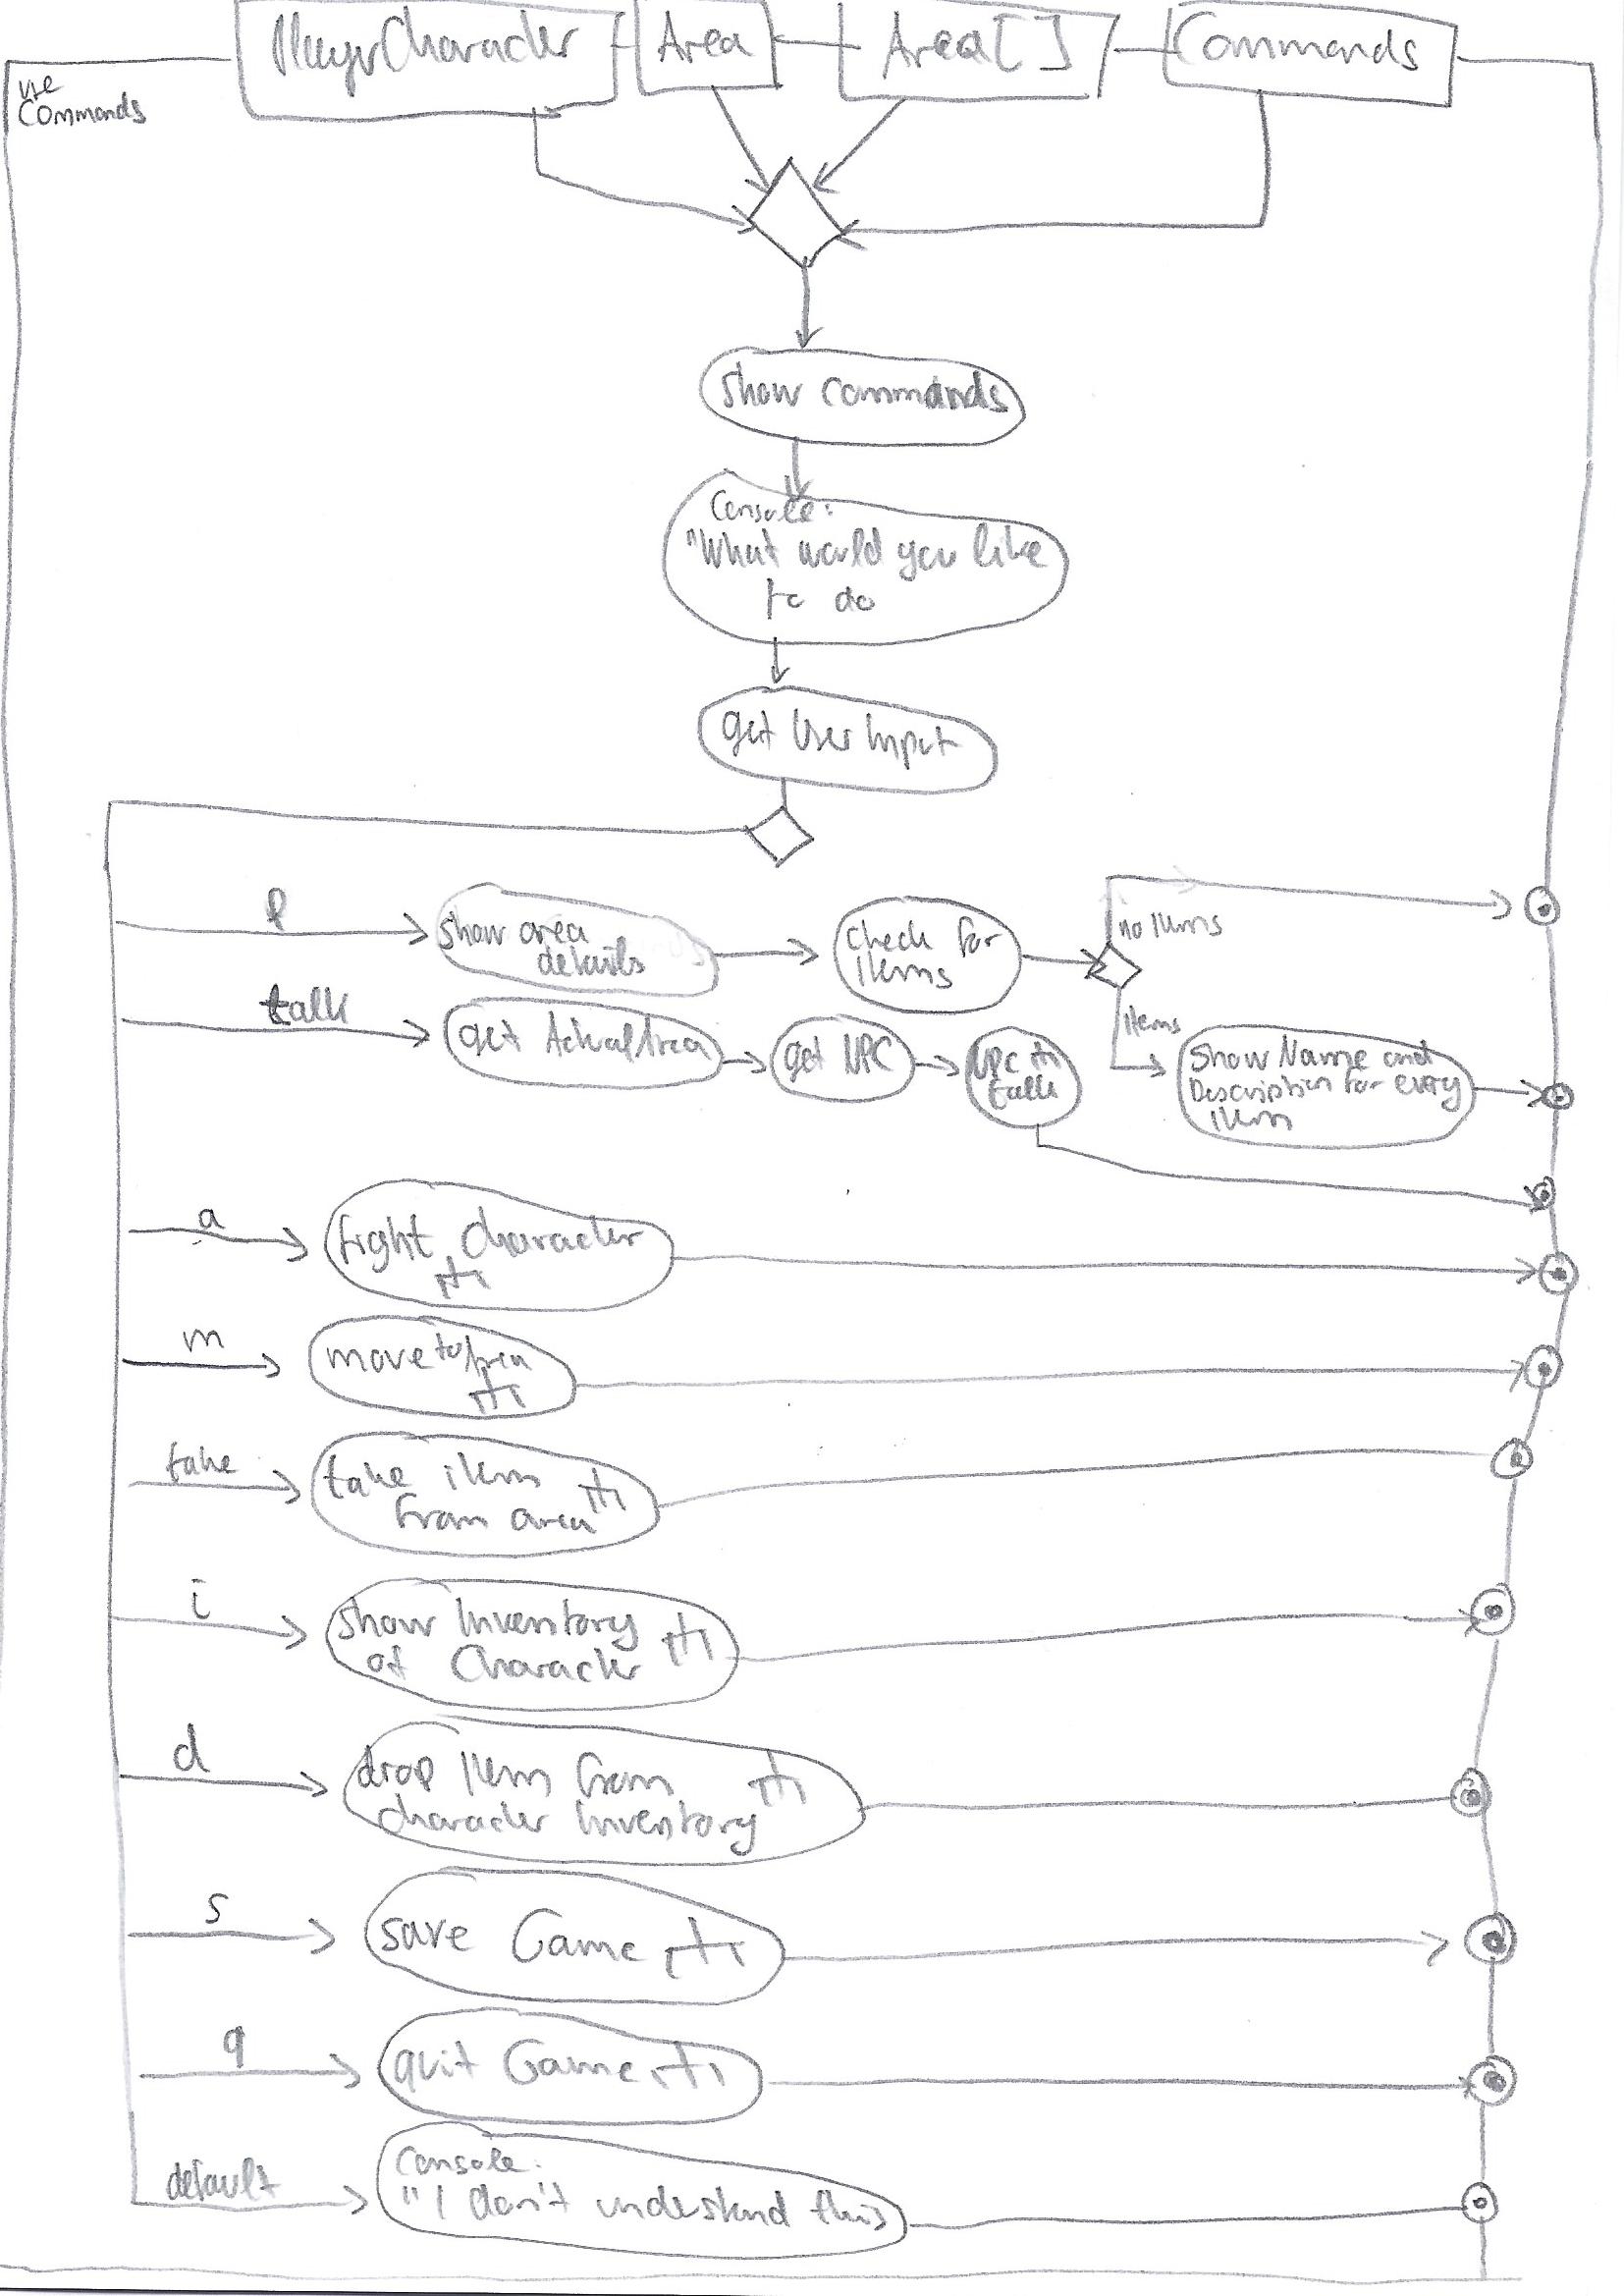 PlayerCharacter
Area
Area[]
Commands
use
Commands
show commands
Console:
"What would you like
to do
get User Input
l
show area
details
check for
items
no items
items
Show Name and
Description for every
item
talk
get ActualArea
get NPC
NPC
talk
a
fight Character
m
move to Area
take
take item
from area
i
show Inventory
of Character
d
drop Item from
character Inventory
s
save Game
q
quit Game
default
Console:
"I don't understand this